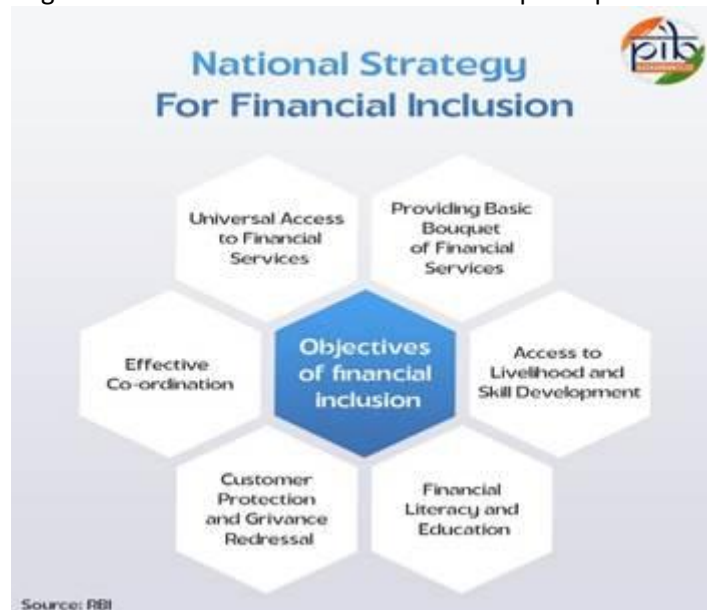 National Strategy
For Financial Inclusion
pib
Universal Access
to Financial
Services
Providing Basic
Bouquet
of Financial
Services
Effective
Co-ordination
Objectives
of financial
inclusion
Access to
Livelihood and
Skill Development
Customer
Protection
and Grivance
Redressal
Financial
Literacy and
Education
Source: RBI